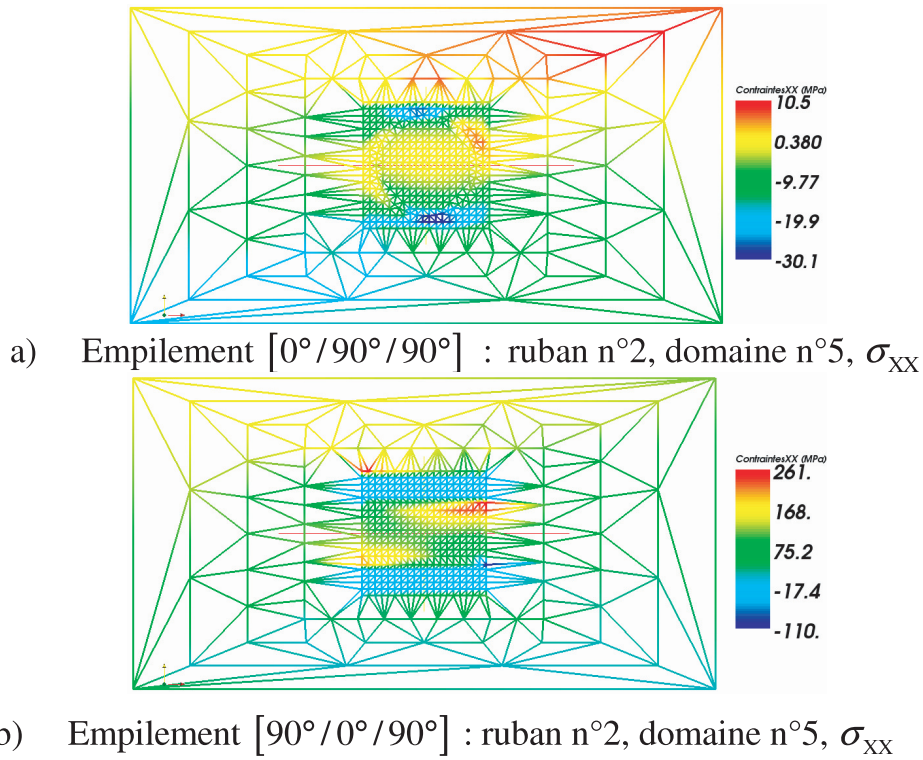 ContraintesXX (MPa)
10.5
0.380
-9.77
-19.9
-30.1
a) Empilement [0°/90°/90°] : ruban n°2, domaine n°5, σXX
ContraintesXX (MPa)
261.
168.
75.2
-17.4
-110.
b) Empilement [90°/0°/90°] : ruban n°2, domaine n°5, σXX